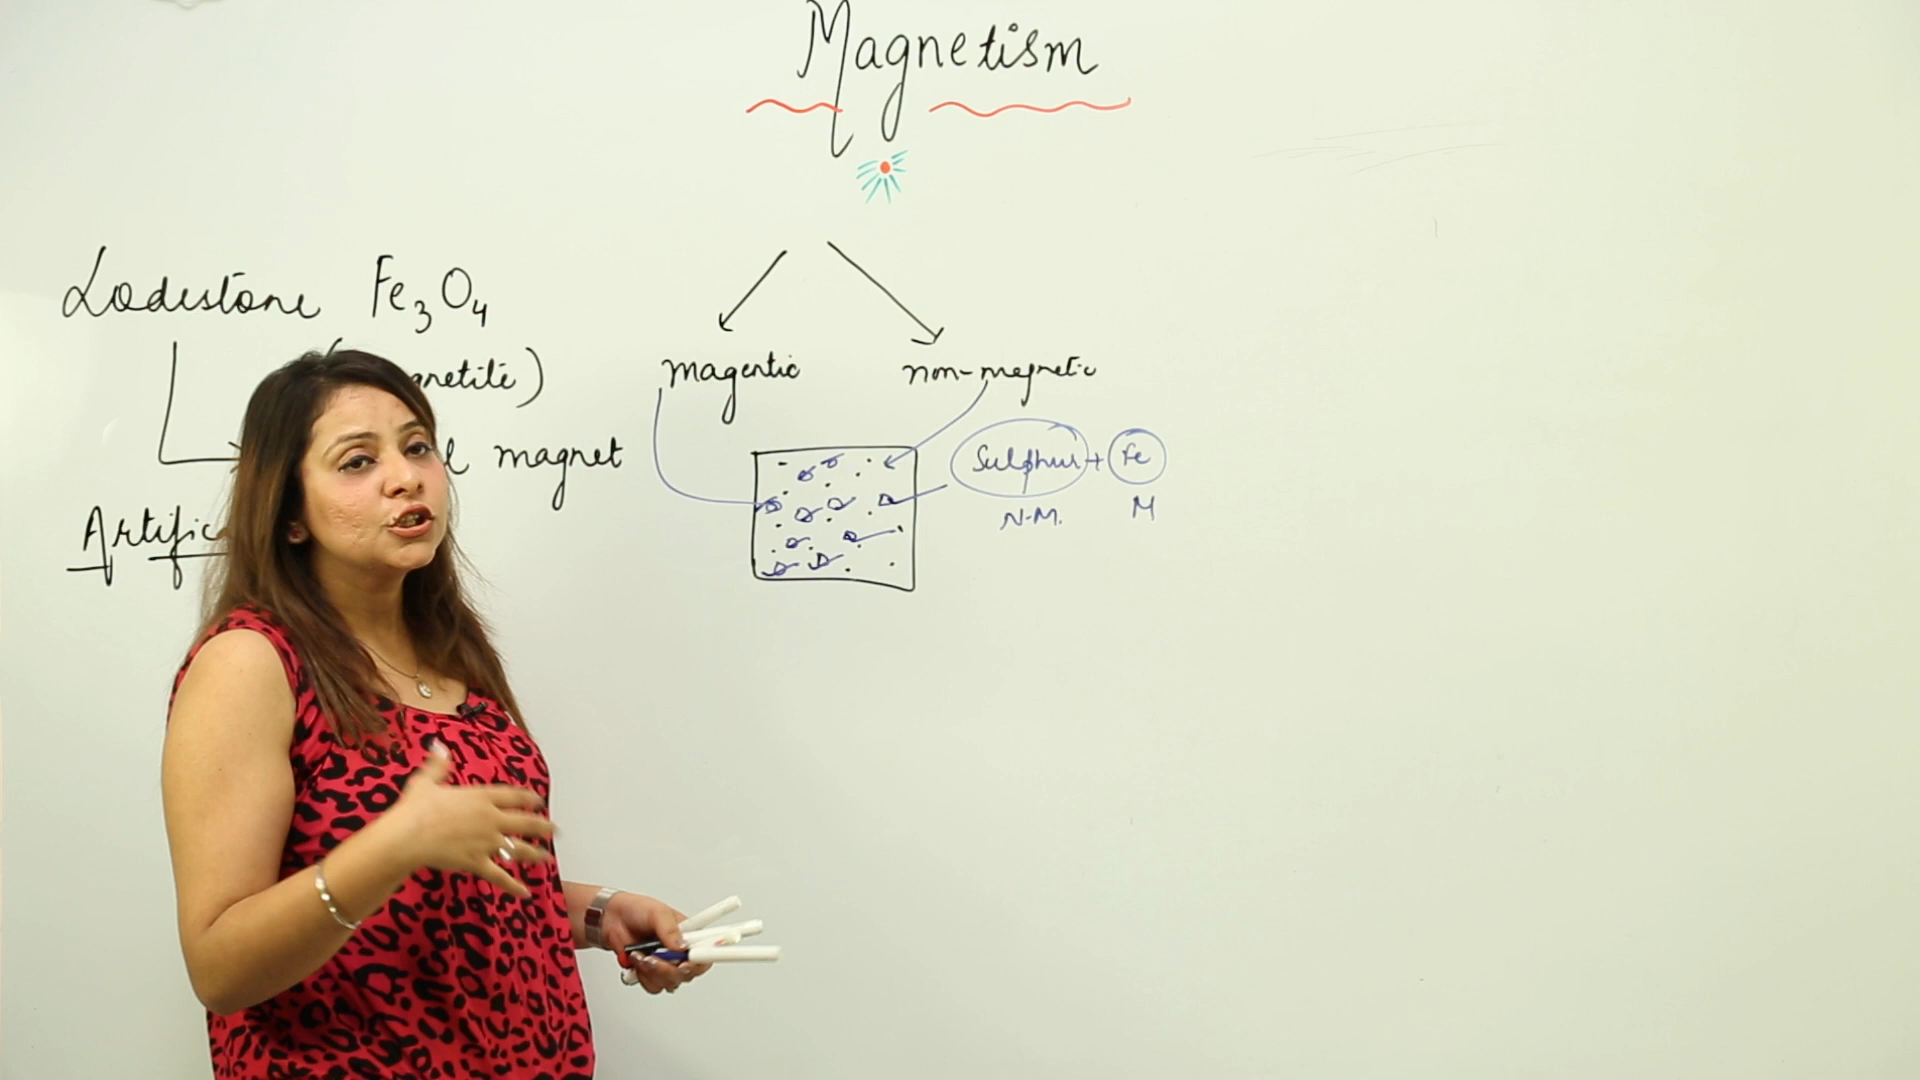 Magnetism
Lodestone Fe₃O₄
magentic non-magnetic
magnet
Sulphur + Fe
N.M. M